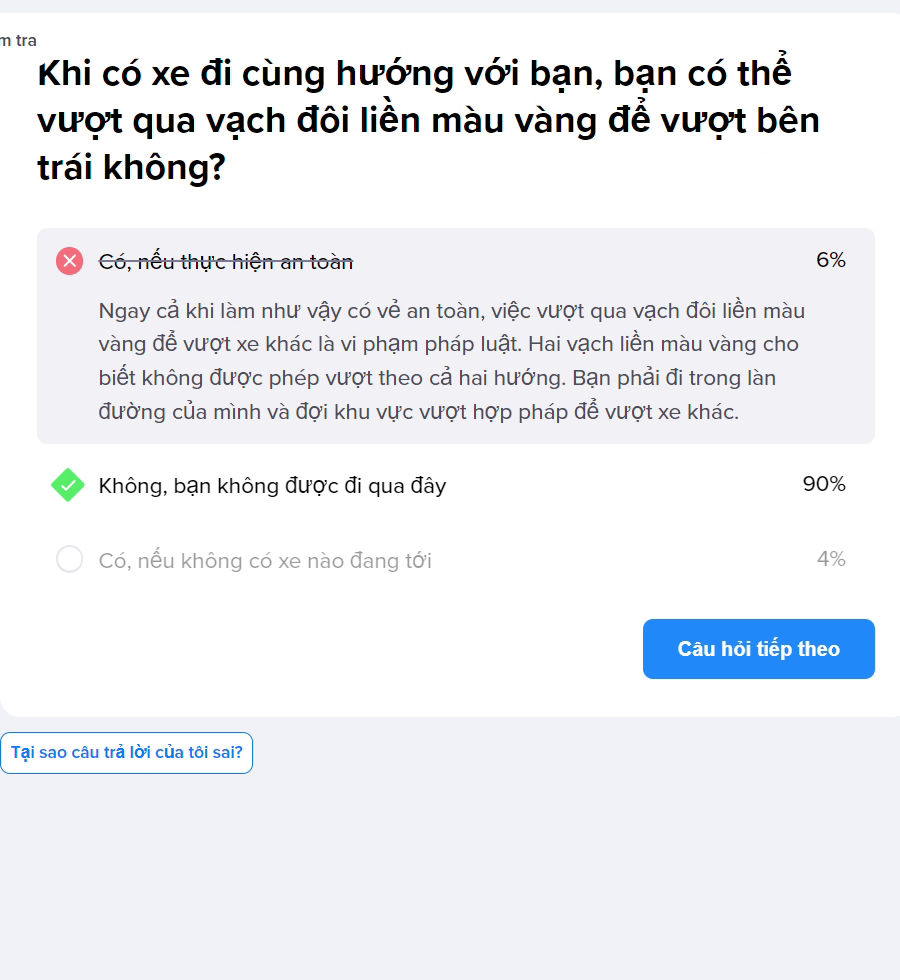 m tra
Khi có xe đi cùng hướng với bạn, bạn có thể
vượt qua vạch đôi liền màu vàng để vượt bên
trái không?
Có, nếu thực hiện an toàn 6%
Ngay cả khi làm như vậy có vẻ an toàn, việc vượt qua vạch đôi liền màu
vàng để vượt xe khác là vi phạm pháp luật. Hai vạch liền màu vàng cho
biết không được phép vượt theo cả hai hướng. Bạn phải đi trong làn
đường của mình và đợi khu vực vượt hợp pháp để vượt xe khác.
Không, bạn không được đi qua đây 90%
Có, nếu không có xe nào đang tới 4%
Câu hỏi tiếp theo
Tại sao câu trả lời của tôi sai?